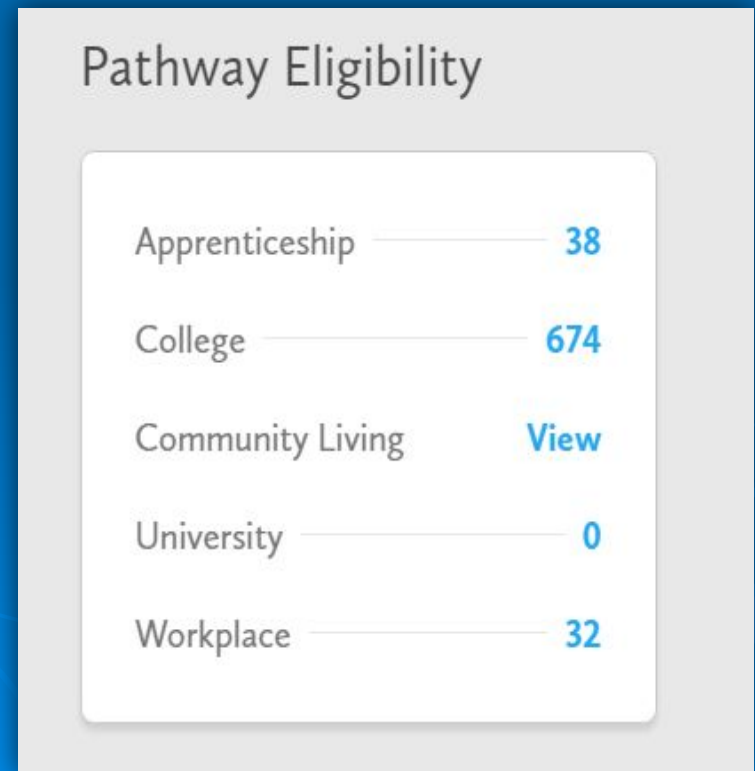 Pathway Eligibility
Apprenticeship 38
College 674
Community Living View
University 0
Workplace 32